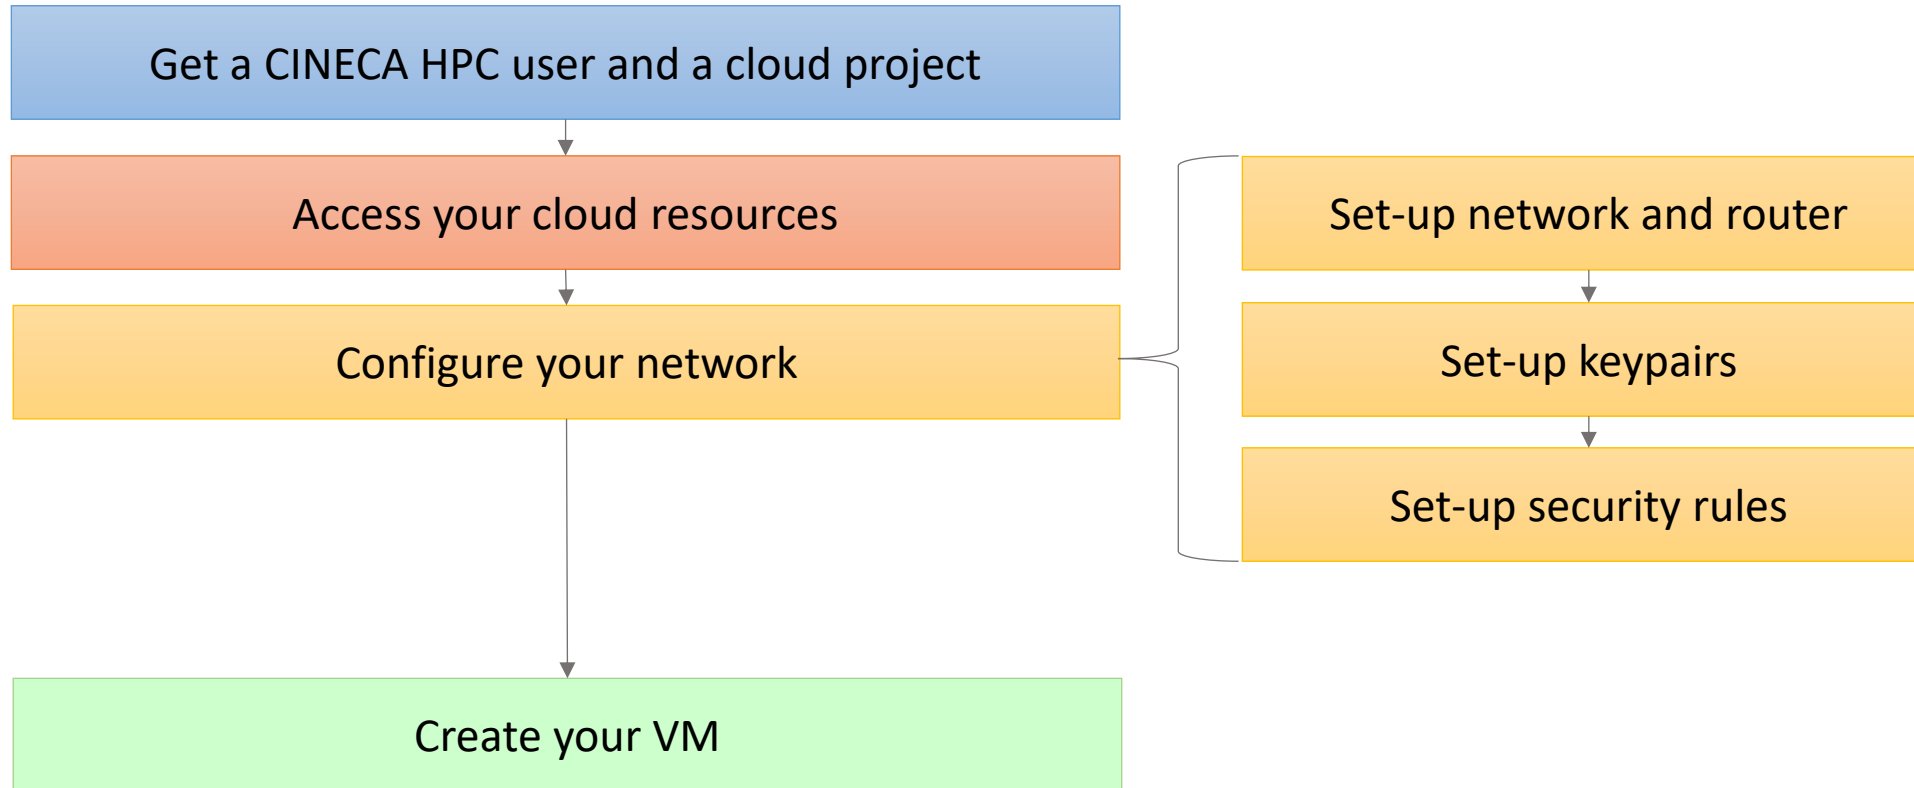 Get a CINECA HPC user and a cloud project
Access your cloud resources
Configure your network
Set-up network and router
Set-up keypairs
Set-up security rules
Create your VM